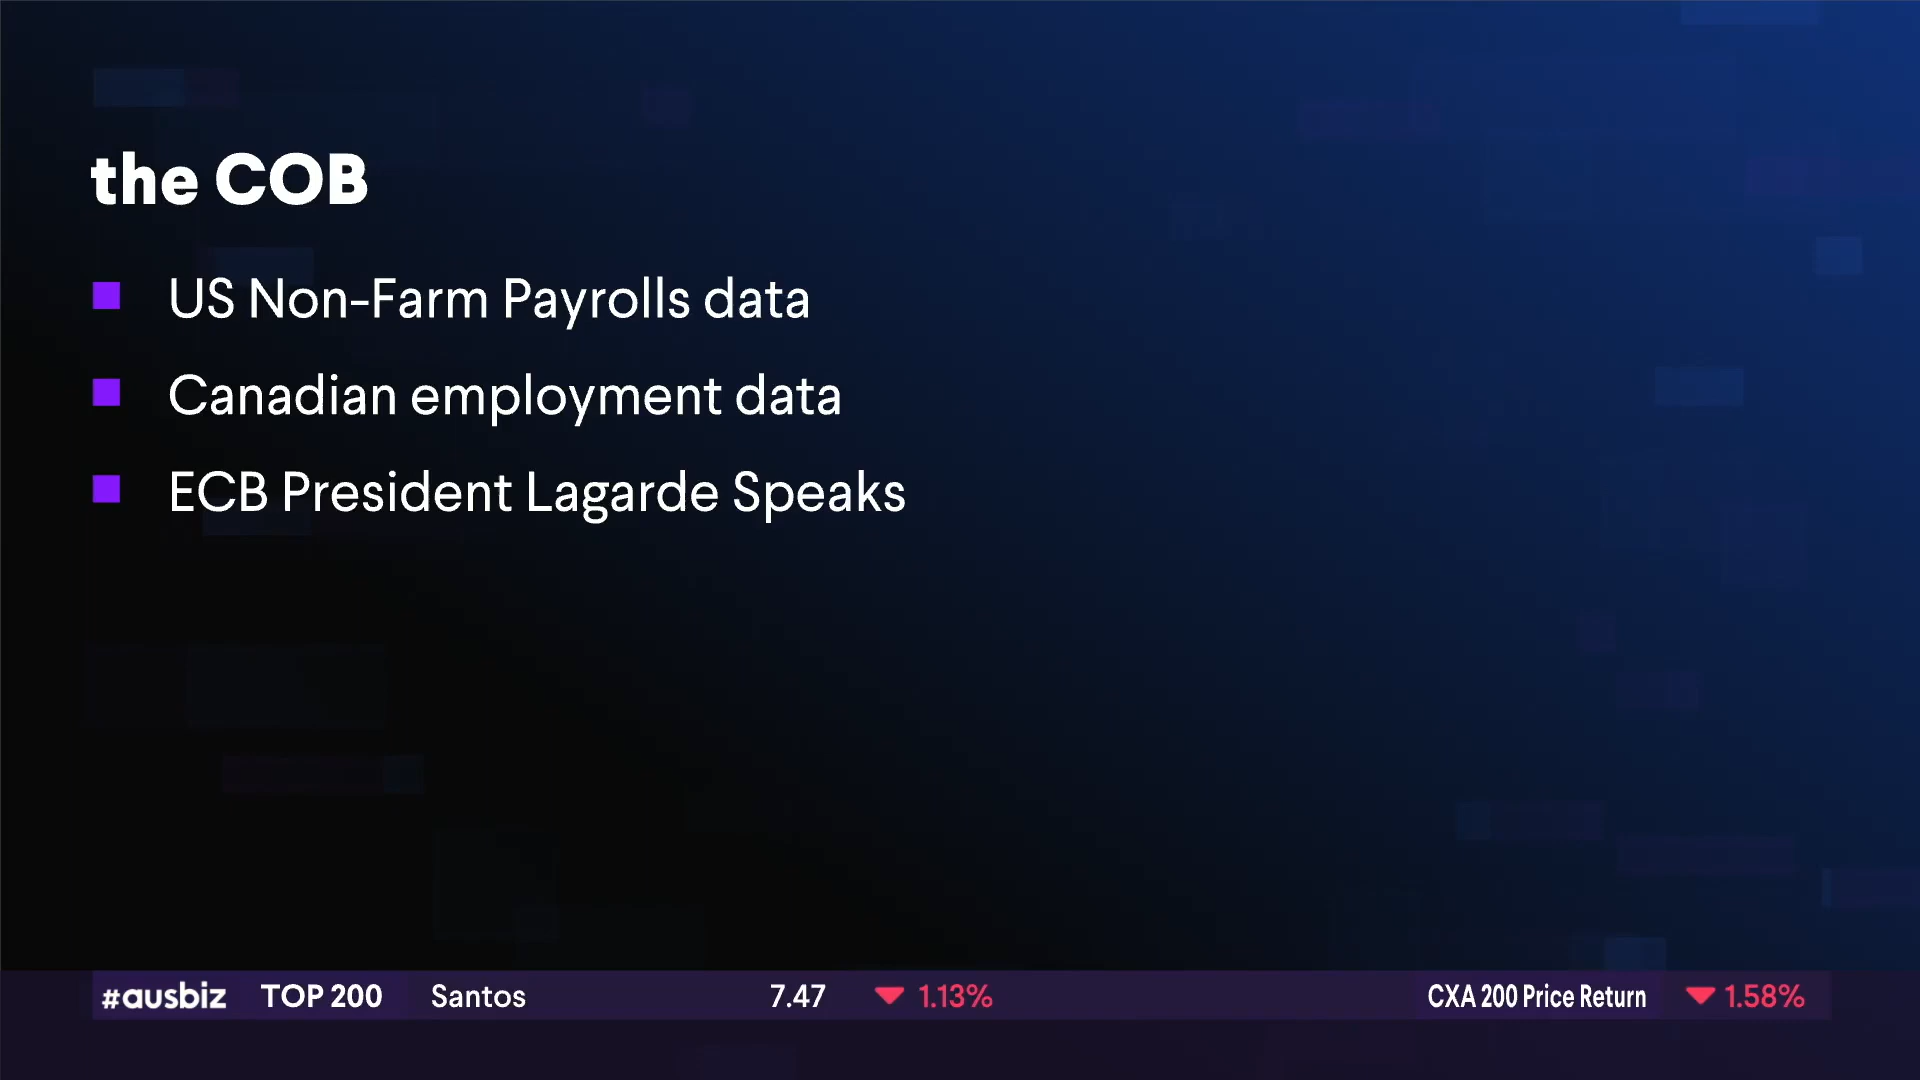 the COB
US Non-Farm Payrolls data
Canadian employment data
ECB President Lagarde Speaks
#ausbiz TOP 200 Santos 7.47 ▼ 1.13% CXA 200 Price Return ▼ 1.58%